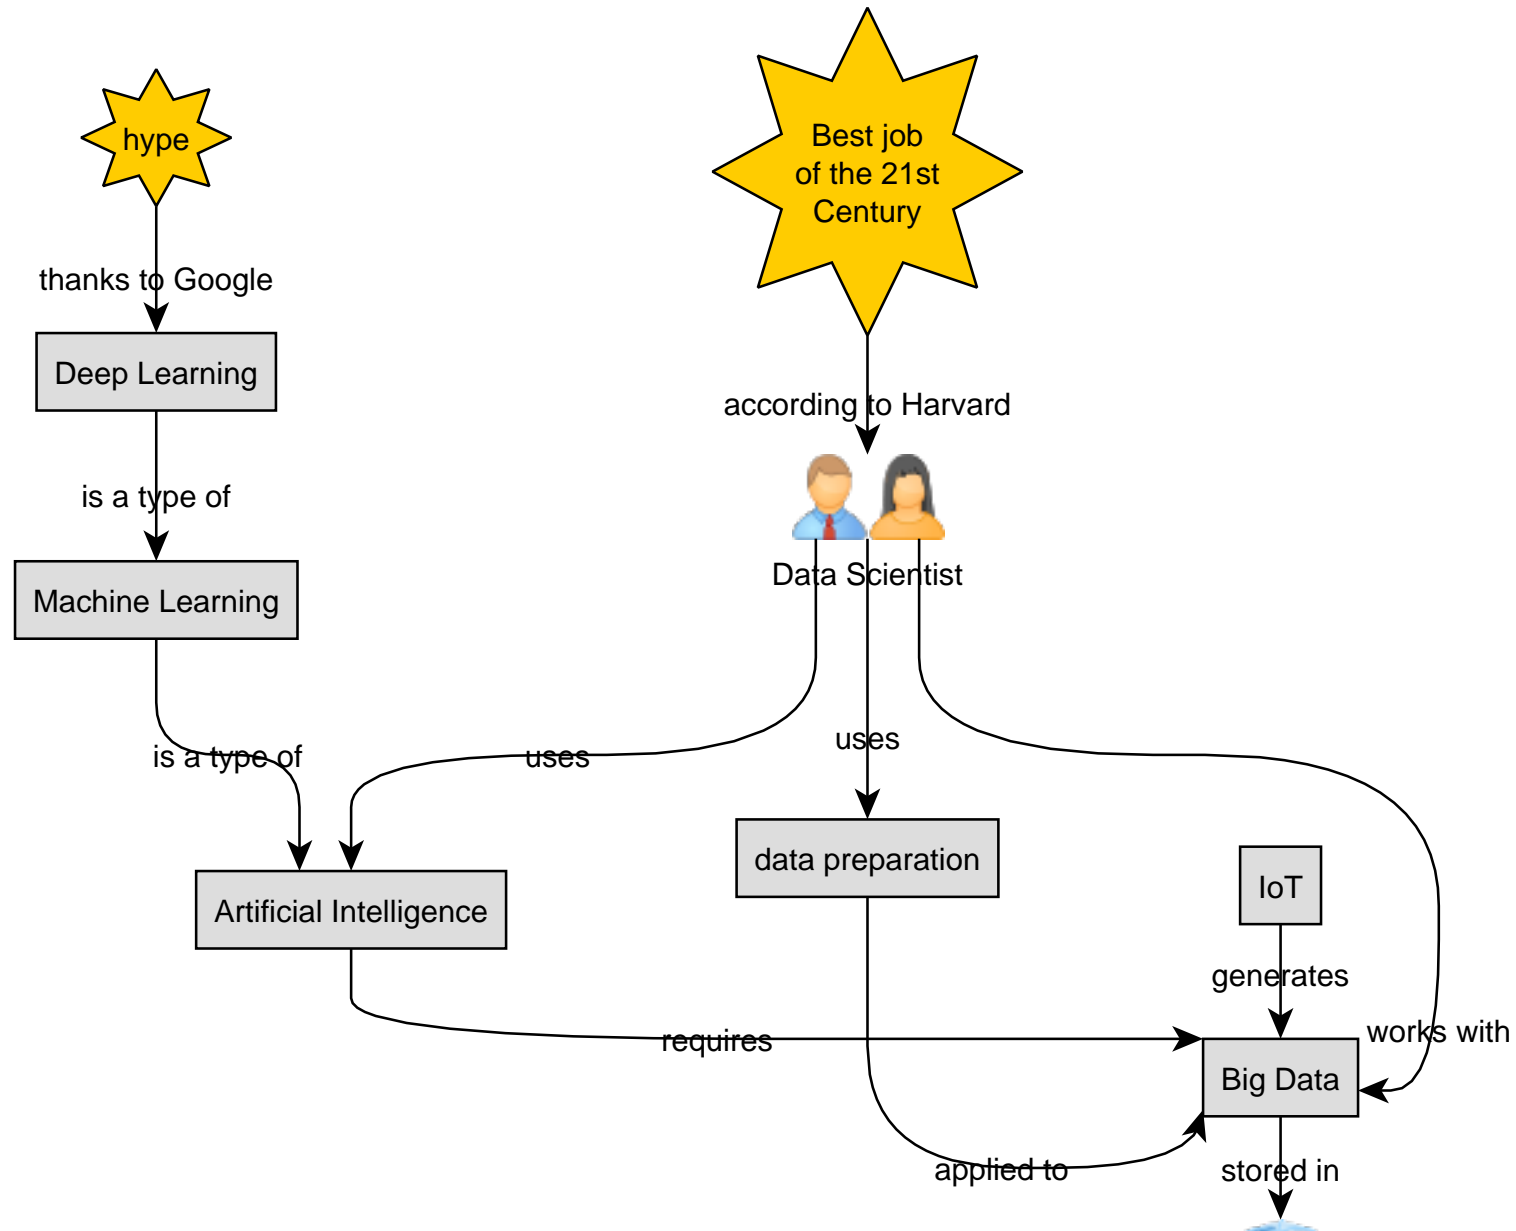 hype
Best job
of the 21st
Century
thanks to Google
Deep Learning
according to Harvard
is a type of
Data Scientist
Machine Learning
is a type of
uses
uses
data preparation
IoT
Artificial Intelligence
generates
works with
requires
Big Data
applied to
stored in